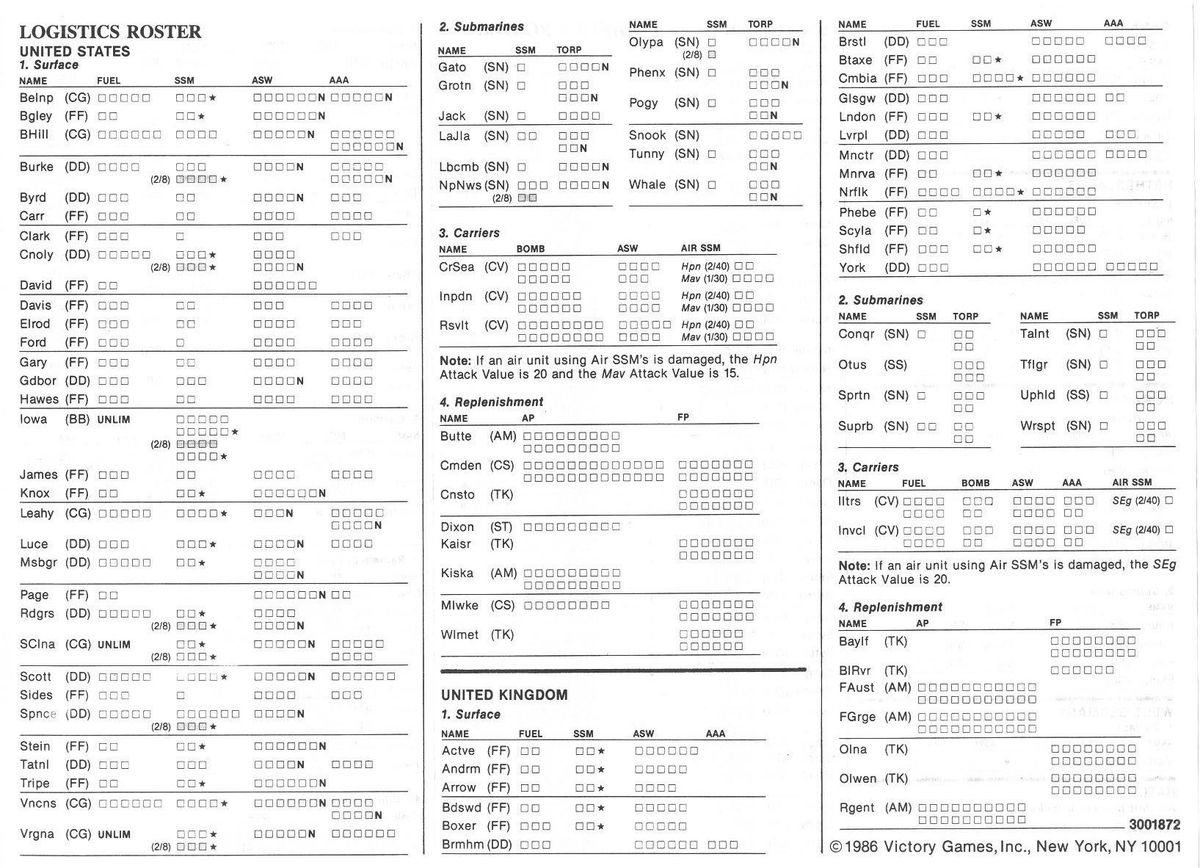 LOGISTICS ROSTER
UNITED STATES
1. Surface
NAME FUEL SSM ASW AAA
Belnp (CG) ★ N N
Bgley (FF) ★ N
BHill (CG) N
N
Burke (DD)
(2/8) ★ N
Byrd (DD) N
Carr (FF)
Clark (FF)
Cnoly (DD) ★
(2/8) ★ N
David (FF)
Davis (FF)
Elrod (FF)
Ford (FF)
Gary (FF)
Gdbor (DD) N
Hawes (FF)
Iowa (BB) UNLIM
★
(2/8)
★
James (FF)
Knox (FF) ★ N
Leahy (CG) ★ N
N
Luce (DD) ★ N
Msbgr (DD) ★
N
Page (FF) N
Rdgrs (DD) ★
(2/8) ★ N
SClna (CG) UNLIM ★ N
(2/8) ★
Scott (DD) ★ N
Sides (FF)
Spnce (DD) N
(2/8) ★
Stein (FF) ★ N
Tatnl (DD) N
Tripe (FF) ★ N
Vncns (CG) ★ N
N
Vrgna (CG) UNLIM ★ N
(2/8) ★
2. Submarines
NAME SSM TORP
Gato (SN) N
Grotn (SN)
N
Jack (SN) N
LaJla (SN)
N
Lbcmb (SN) N
NpNws (SN) N
(2/8)
NAME SSM TORP
Olypa (SN) N
(2/8)
Phenx (SN)
N
Pogy (SN)
N
Snook (SN)
Tunny (SN)
N
Whale (SN)
N
3. Carriers
NAME BOMB ASW AIR SSM
CrSea (CV) Hpn (2/40)
Mav (1/30)
Inpdn (CV) Hpn (2/40)
Mav (1/30)
Rsvlt (CV) Hpn (2/40)
Mav (1/30)
Note: If an air unit using Air SSM's is damaged, the Hpn
Attack Value is 20 and the Mav Attack Value is 15.
4. Replenishment
NAME AP FP
Butte (AM)
Cmden (CS)
Cnsto (TK)
Dixon (ST)
Kaisr (TK)
Kiska (AM)
Mlwke (CS)
Wlmet (TK)
UNITED KINGDOM
1. Surface
NAME FUEL SSM ASW AAA
Actve (FF) ★
Andrm (FF) ★
Arrow (FF) ★
Bdswd (FF) ★
Boxer (FF) ★
Brmhm (DD)
NAME FUEL SSM ASW AAA
Brstl (DD)
Btaxe (FF) ★
Cmbia (FF) ★
Glsgw (DD)
Lndon (FF) ★
Lvrpl (DD)
Mnctr (DD)
Mnrva (FF) ★
Nrflk (FF) ★
Phebe (FF) ★
Scyla (FF) ★
Shfld (FF) ★
York (DD)
2. Submarines
NAME SSM TORP
Conqr (SN)
Otus (SS)
Sprtn (SN)
Suprb (SN)
NAME SSM TORP
Talnt (SN)
Tflgr (SN)
Uphld (SS)
Wrspt (SN)
3. Carriers
NAME FUEL BOMB ASW AAA AIR SSM
Iltrs (CV) SEg (2/40)
Invcl (CV) SEg (2/40)
Note: If an air unit using Air SSM's is damaged, the SEg
Attack Value is 20.
4. Replenishment
NAME AP FP
Baylf (TK)
BlRvr (TK)
FAust (AM)
FGrge (AM)
Olna (TK)
Olwen (TK)
Rgent (AM)
3001872
©1986 Victory Games, Inc., New York, NY 10001